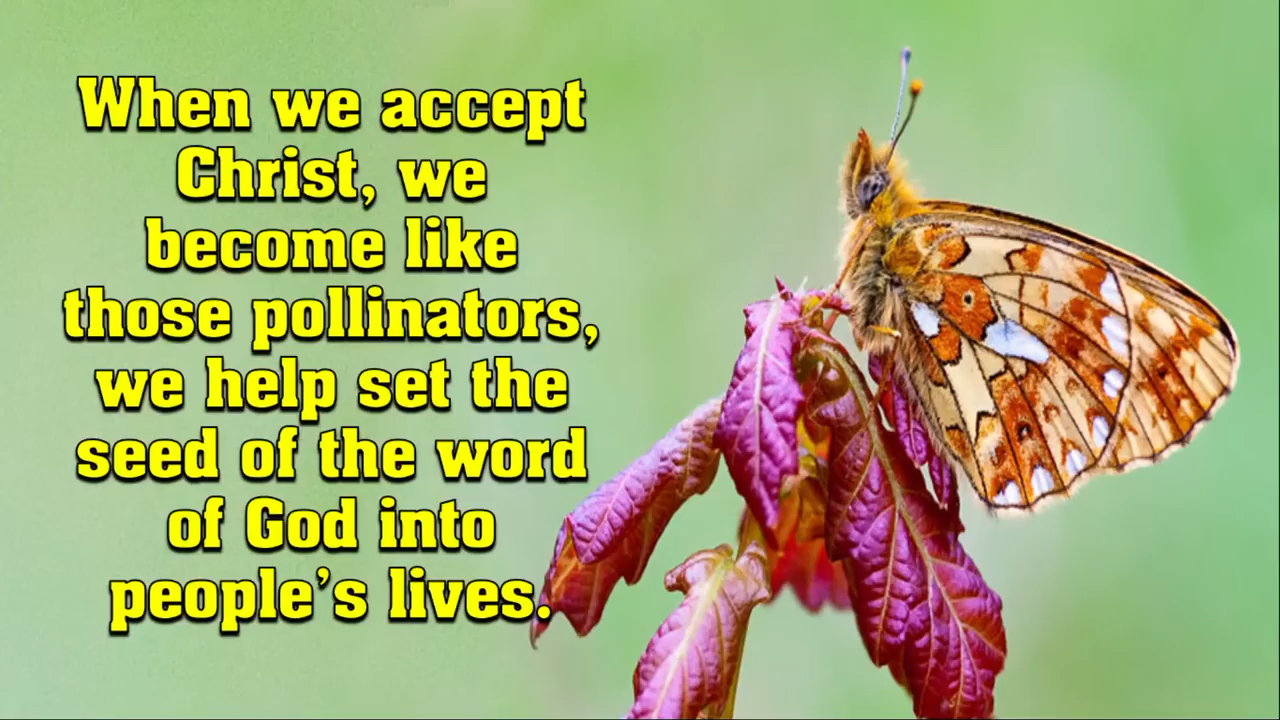 When we accept
Christ, we
become like
those pollinators,
we help set the
seed of the word
of God into
people’s lives.